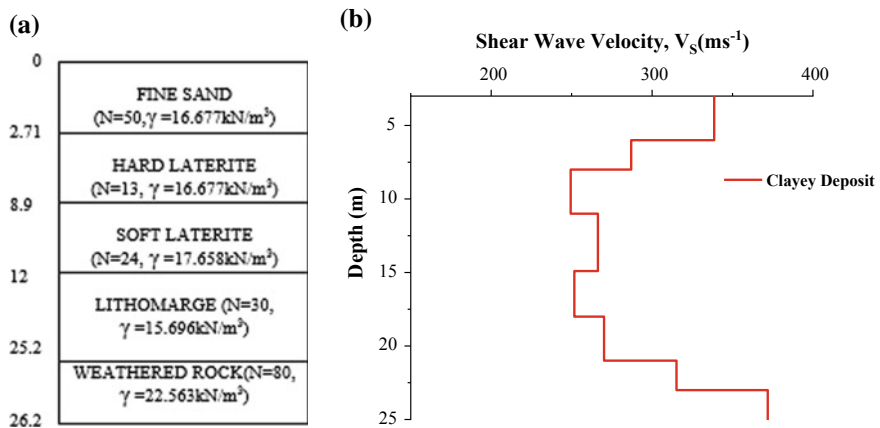 (a)
0
FINE SAND
(N=50,γ=16.677kN/m³)
2.71
HARD LATERITE
(N=13, γ=16.677kN/m³)
8.9
SOFT LATERITE
(N=24, γ=17.658kN/m³)
12
LITHOMARGE (N=30,
γ=15.696kN/m³)
25.2
WEATHERED ROCK(N=80,
γ=22.563kN/m³)
26.2
(b)
Shear Wave Velocity, V_S(ms⁻¹)
200 300 400
5
10
15
20
25
Depth (m)
Clayey Deposit